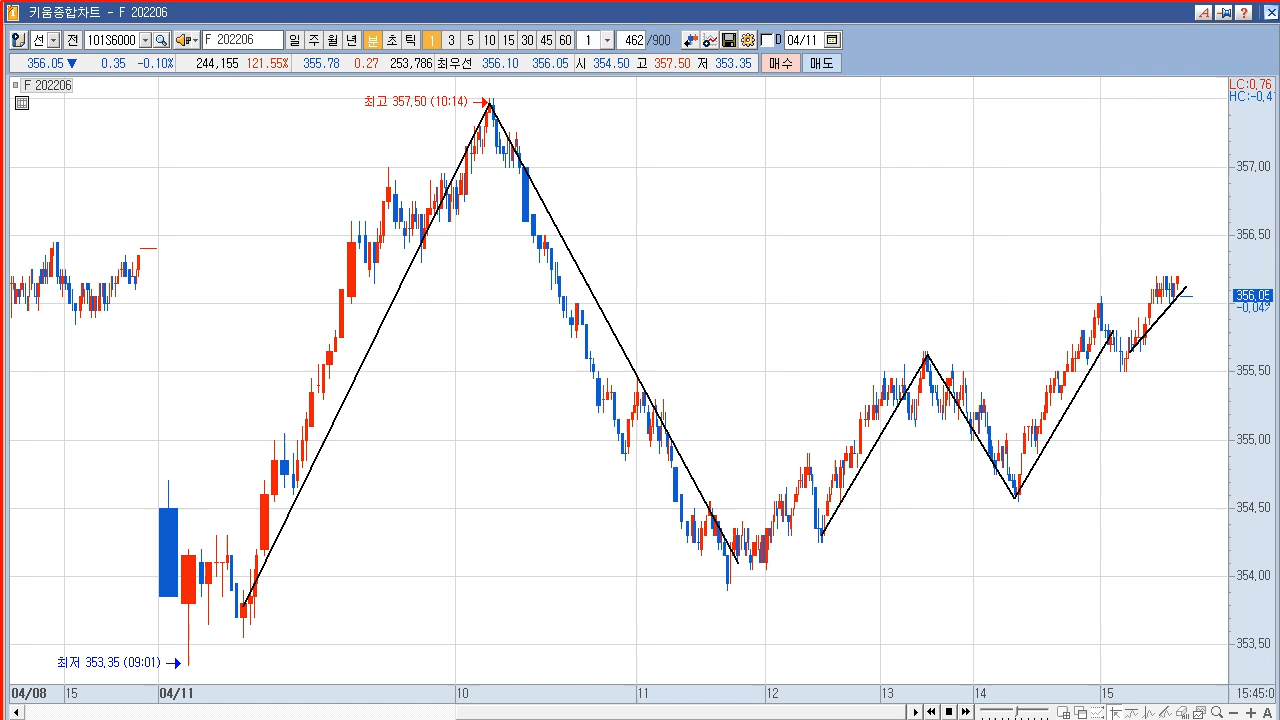 키움종합차트 - F 202206
선 전 101S6000 F 202206 일 주 월 년 분 초 틱 1 3 5 10 15 30 45 60 1 462 /900 D 04/11
356.05 ▼ 0.35 -0.10% 244,155 121.55% 355.78 0.27 253,786 최우선 356.10 356.05 시 354.50 고 357.50 저 353.35 매수 매도
F 202206
LC:0.76
HC:-0.4
최고 357.50 (10:14)
357.00
356.50
356.05
-0.04%
355.50
355.00
354.50
354.00
353.50
최저 353.35 (09:01)
04/08 15 04/11 10 11 12 13 14 15 15:45:0